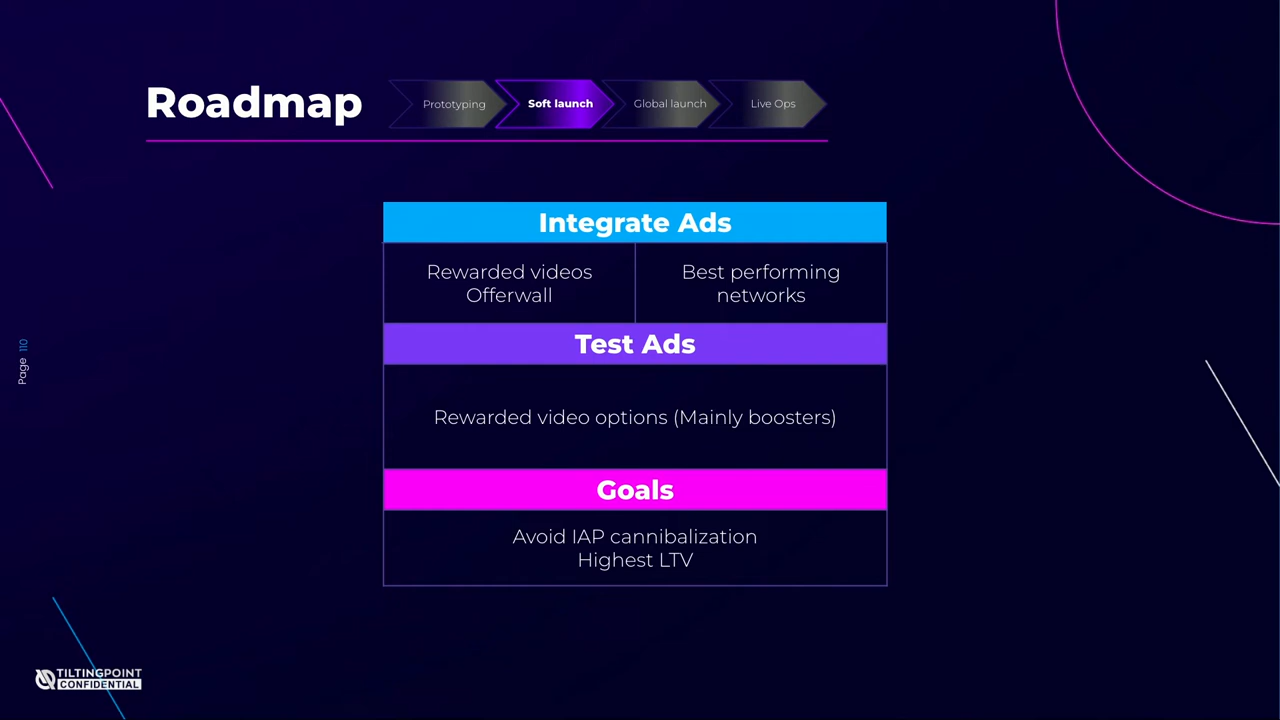 Roadmap
Prototyping
Soft launch
Global launch
Live Ops
Integrate Ads
Rewarded videos
Offerwall
Best performing
networks
Test Ads
Rewarded video options (Mainly boosters)
Goals
Avoid IAP cannibalization
Highest LTV
Page 110
TILTINGPOINT
CONFIDENTIAL